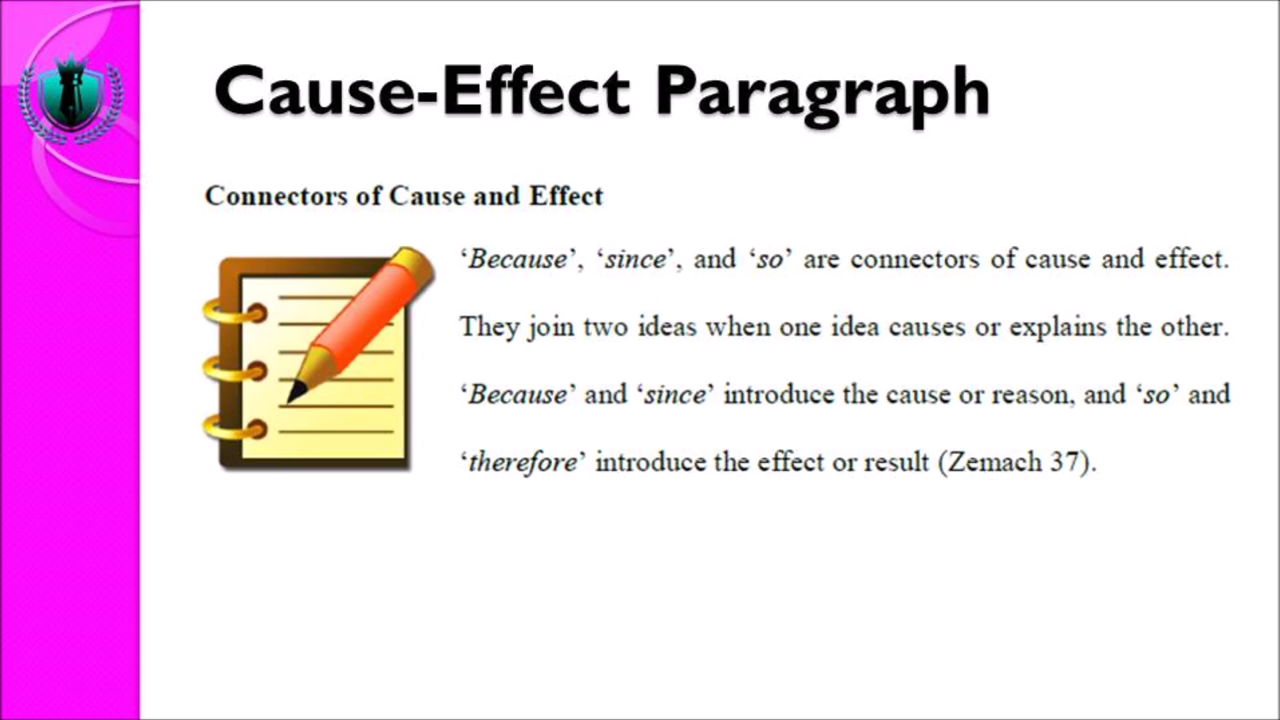 Cause-Effect Paragraph
Connectors of Cause and Effect
‘Because’, ‘since’, and ‘so’ are connectors of cause and effect.
They join two ideas when one idea causes or explains the other.
‘Because’ and ‘since’ introduce the cause or reason, and ‘so’ and
‘therefore’ introduce the effect or result (Zemach 37).